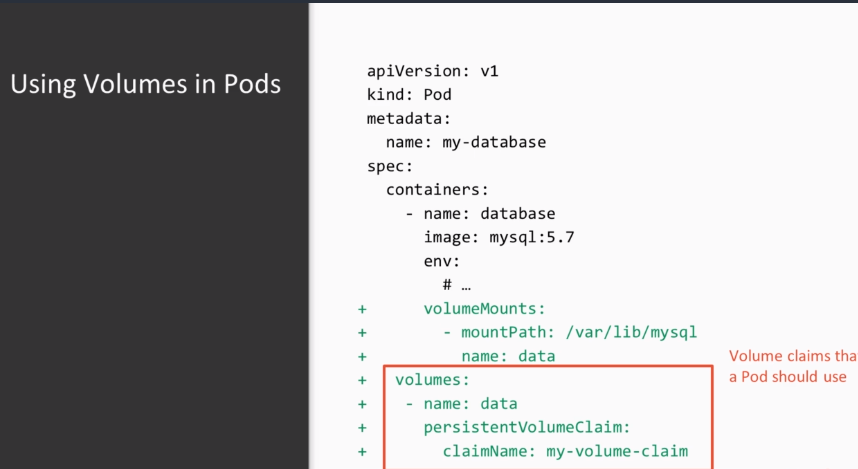 Using Volumes in Pods
apiVersion: v1
kind: Pod
metadata:
  name: my-database
spec:
  containers:
    - name: database
      image: mysql:5.7
      env:
        # …
+      volumeMounts:
+        - mountPath: /var/lib/mysql
+          name: data
+   volumes:
+    - name: data
+      persistentVolumeClaim:
+        claimName: my-volume-claim
Volume claims tha
a Pod should use